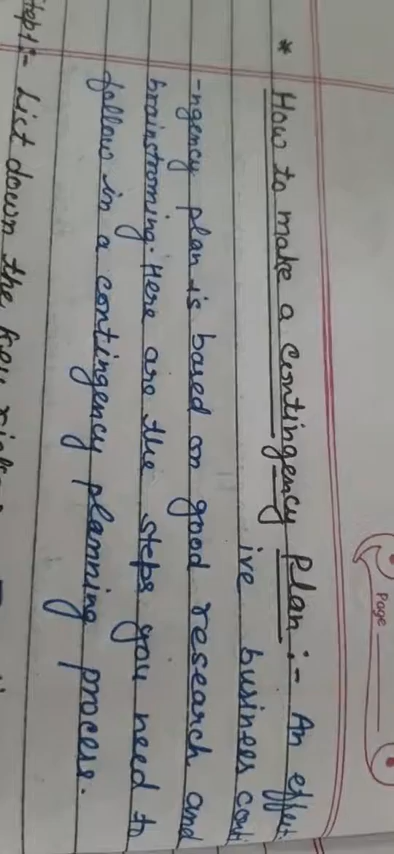 Page
* How to make a contingency plan :- An effect
ive business conti
-ngency plan is based on good research and
brainstroming. Here are the steps you need to
follow in a contingency planning process.
Step1:- List down the key